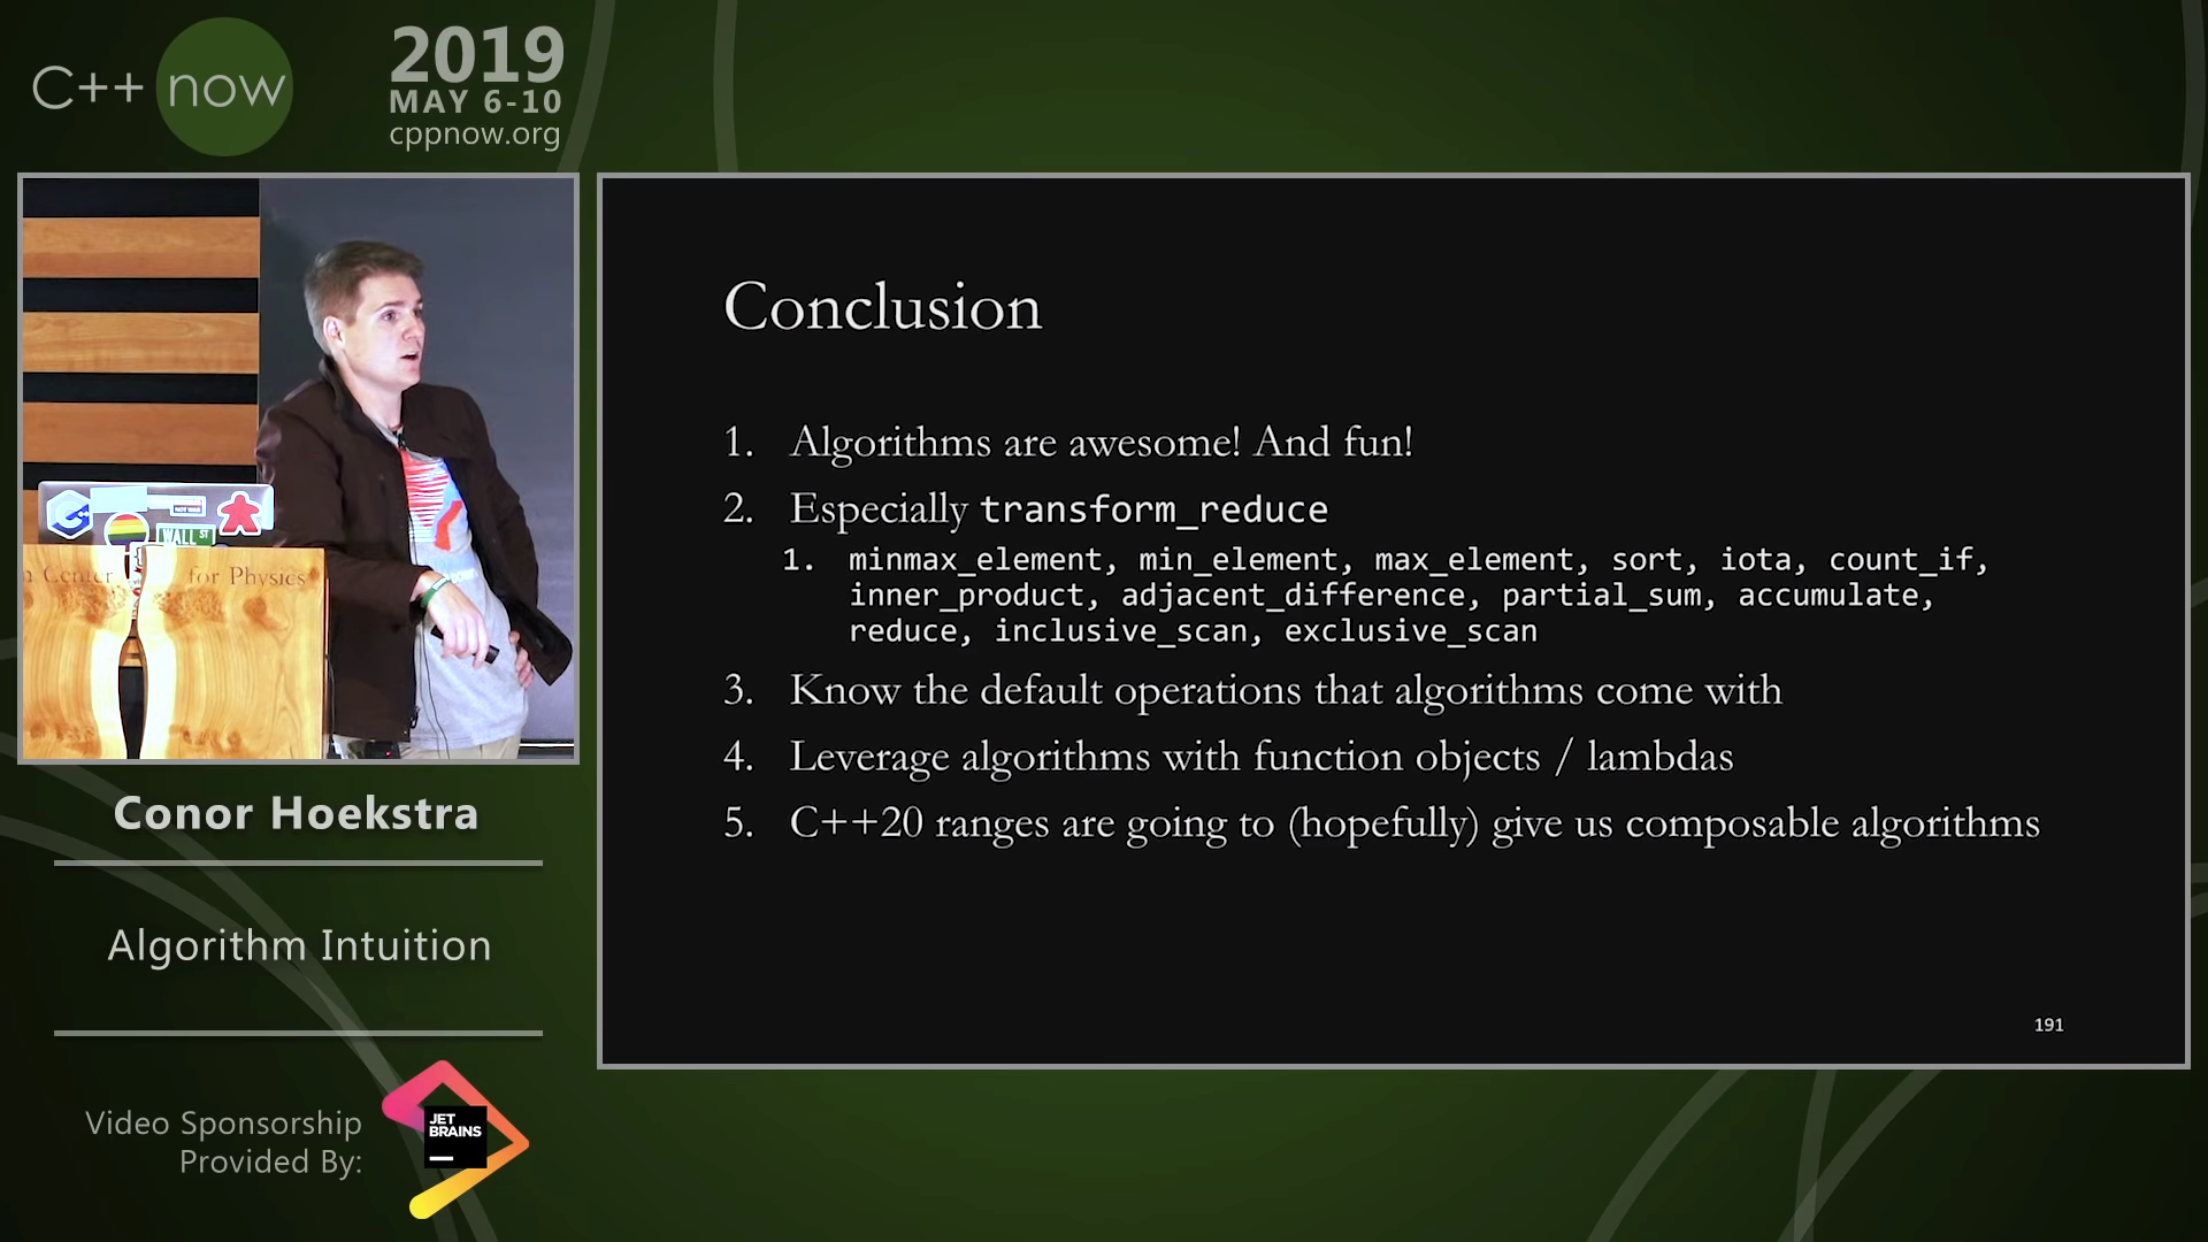 C++ now
2019
MAY 6-10
cppnow.org
WALL ST
for Physics
Conor Hoekstra
Algorithm Intuition
Video Sponsorship
Provided By:
JET
BRAINS
Conclusion
1. Algorithms are awesome! And fun!
2. Especially transform_reduce
1. minmax_element, min_element, max_element, sort, iota, count_if,
inner_product, adjacent_difference, partial_sum, accumulate,
reduce, inclusive_scan, exclusive_scan
3. Know the default operations that algorithms come with
4. Leverage algorithms with function objects / lambdas
5. C++20 ranges are going to (hopefully) give us composable algorithms
191